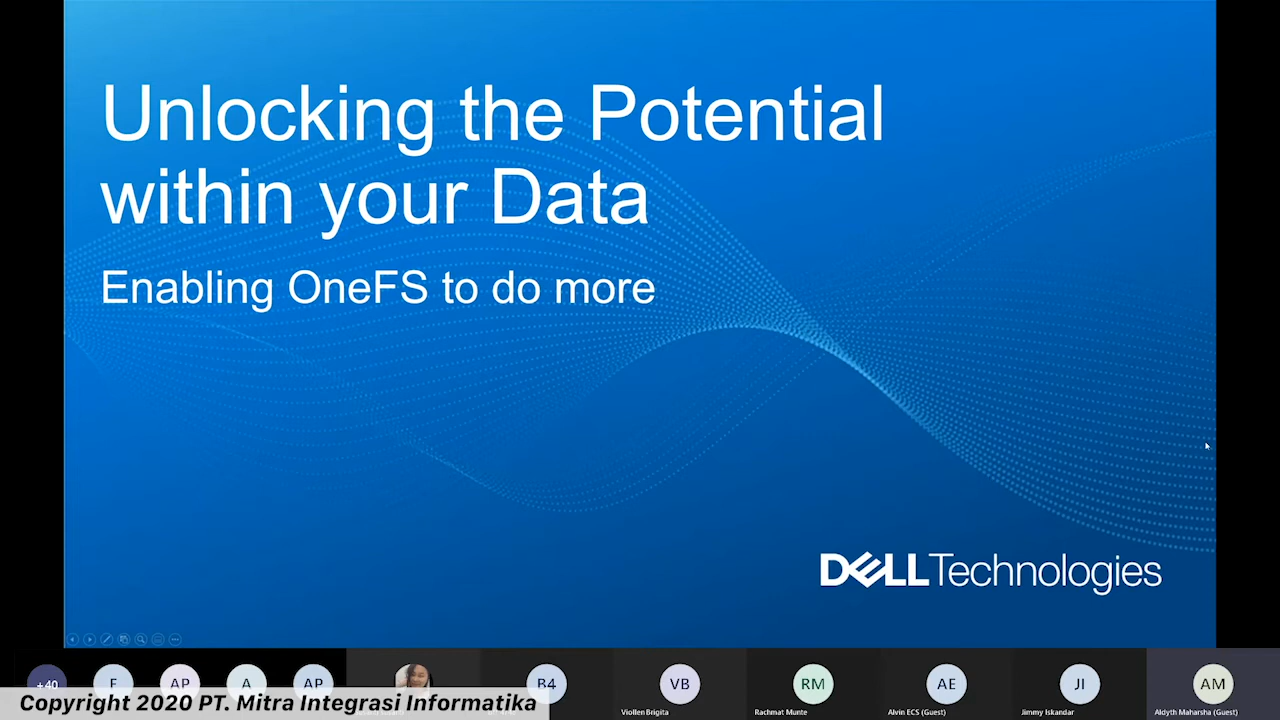 Unlocking the Potential
within your Data
Enabling OneFS to do more
DELLTechnologies
+40
AP
A
AP
B4
VB
RM
AE
JI
AM
Viollen Brigita
Rachmat Munte
Alvin ECS (Guest)
Jimmy Iskandar
Aldyth Maharsha (Guest)
Copyright 2020 PT. Mitra Integrasi Informatika